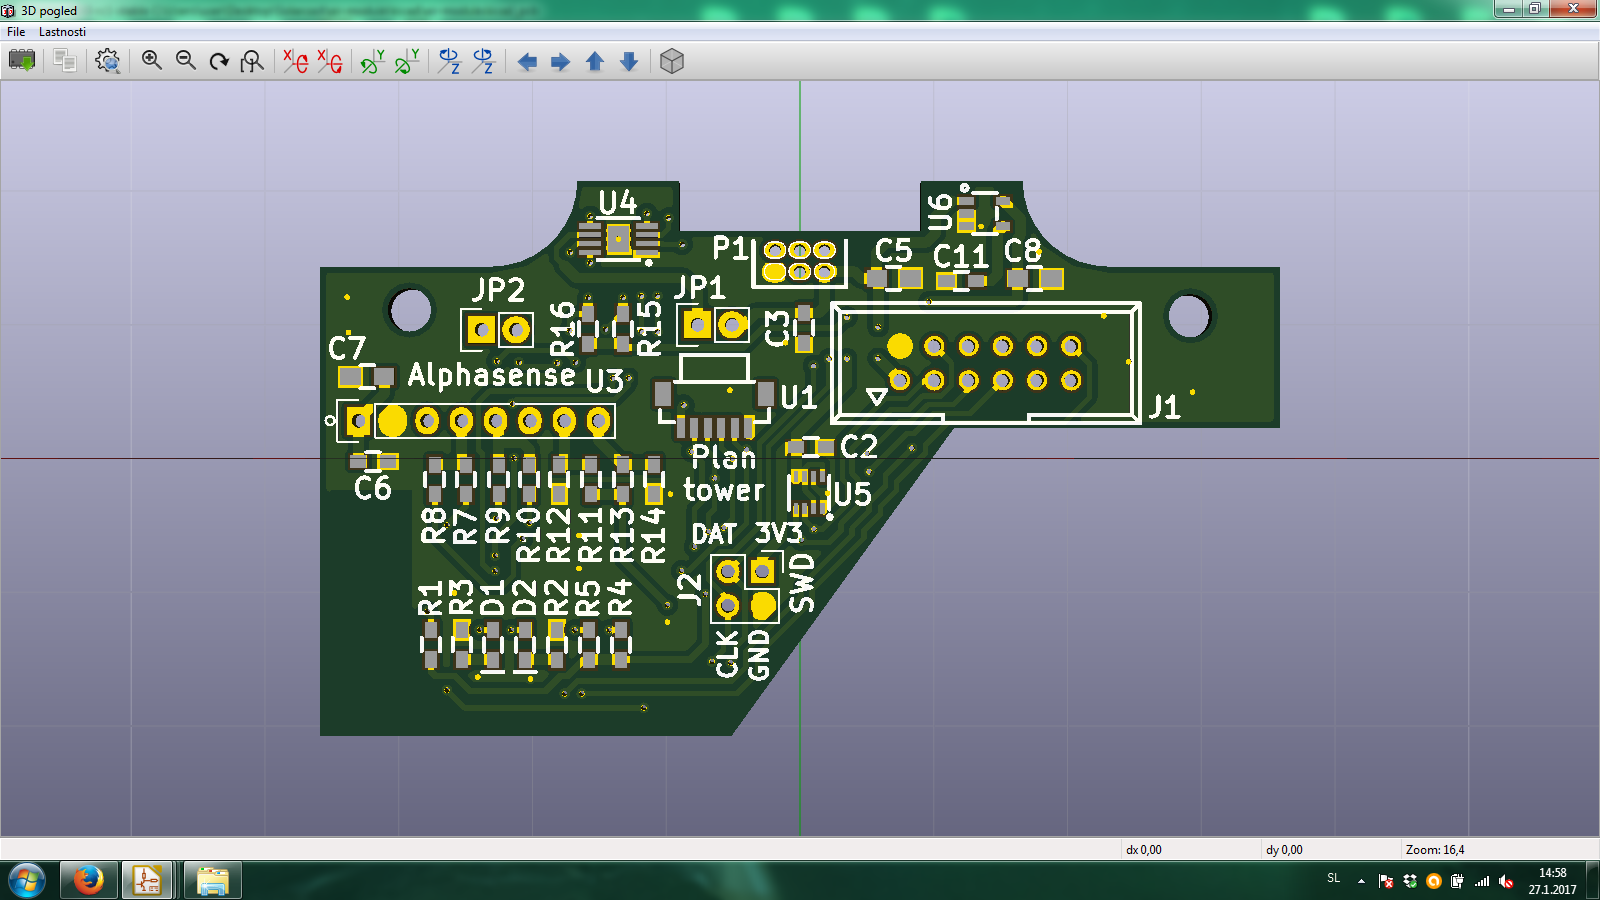 3D pogled
File Lastnosti
U4
U6
P1
C5
C11
C8
JP2
JP1
R16
R15
C3
C7
Alphasense
U3
U1
J1
Plan
tower
C2
C6
U5
R8
R7
R9
R10
R12
R11
R13
R14
DAT
3V3
J2
SWD
R1
R3
D1
D2
R2
R5
R4
CLK
GND
dx 0,00
dy 0,00
Zoom: 16,4
SL
14:58
27.1.2017